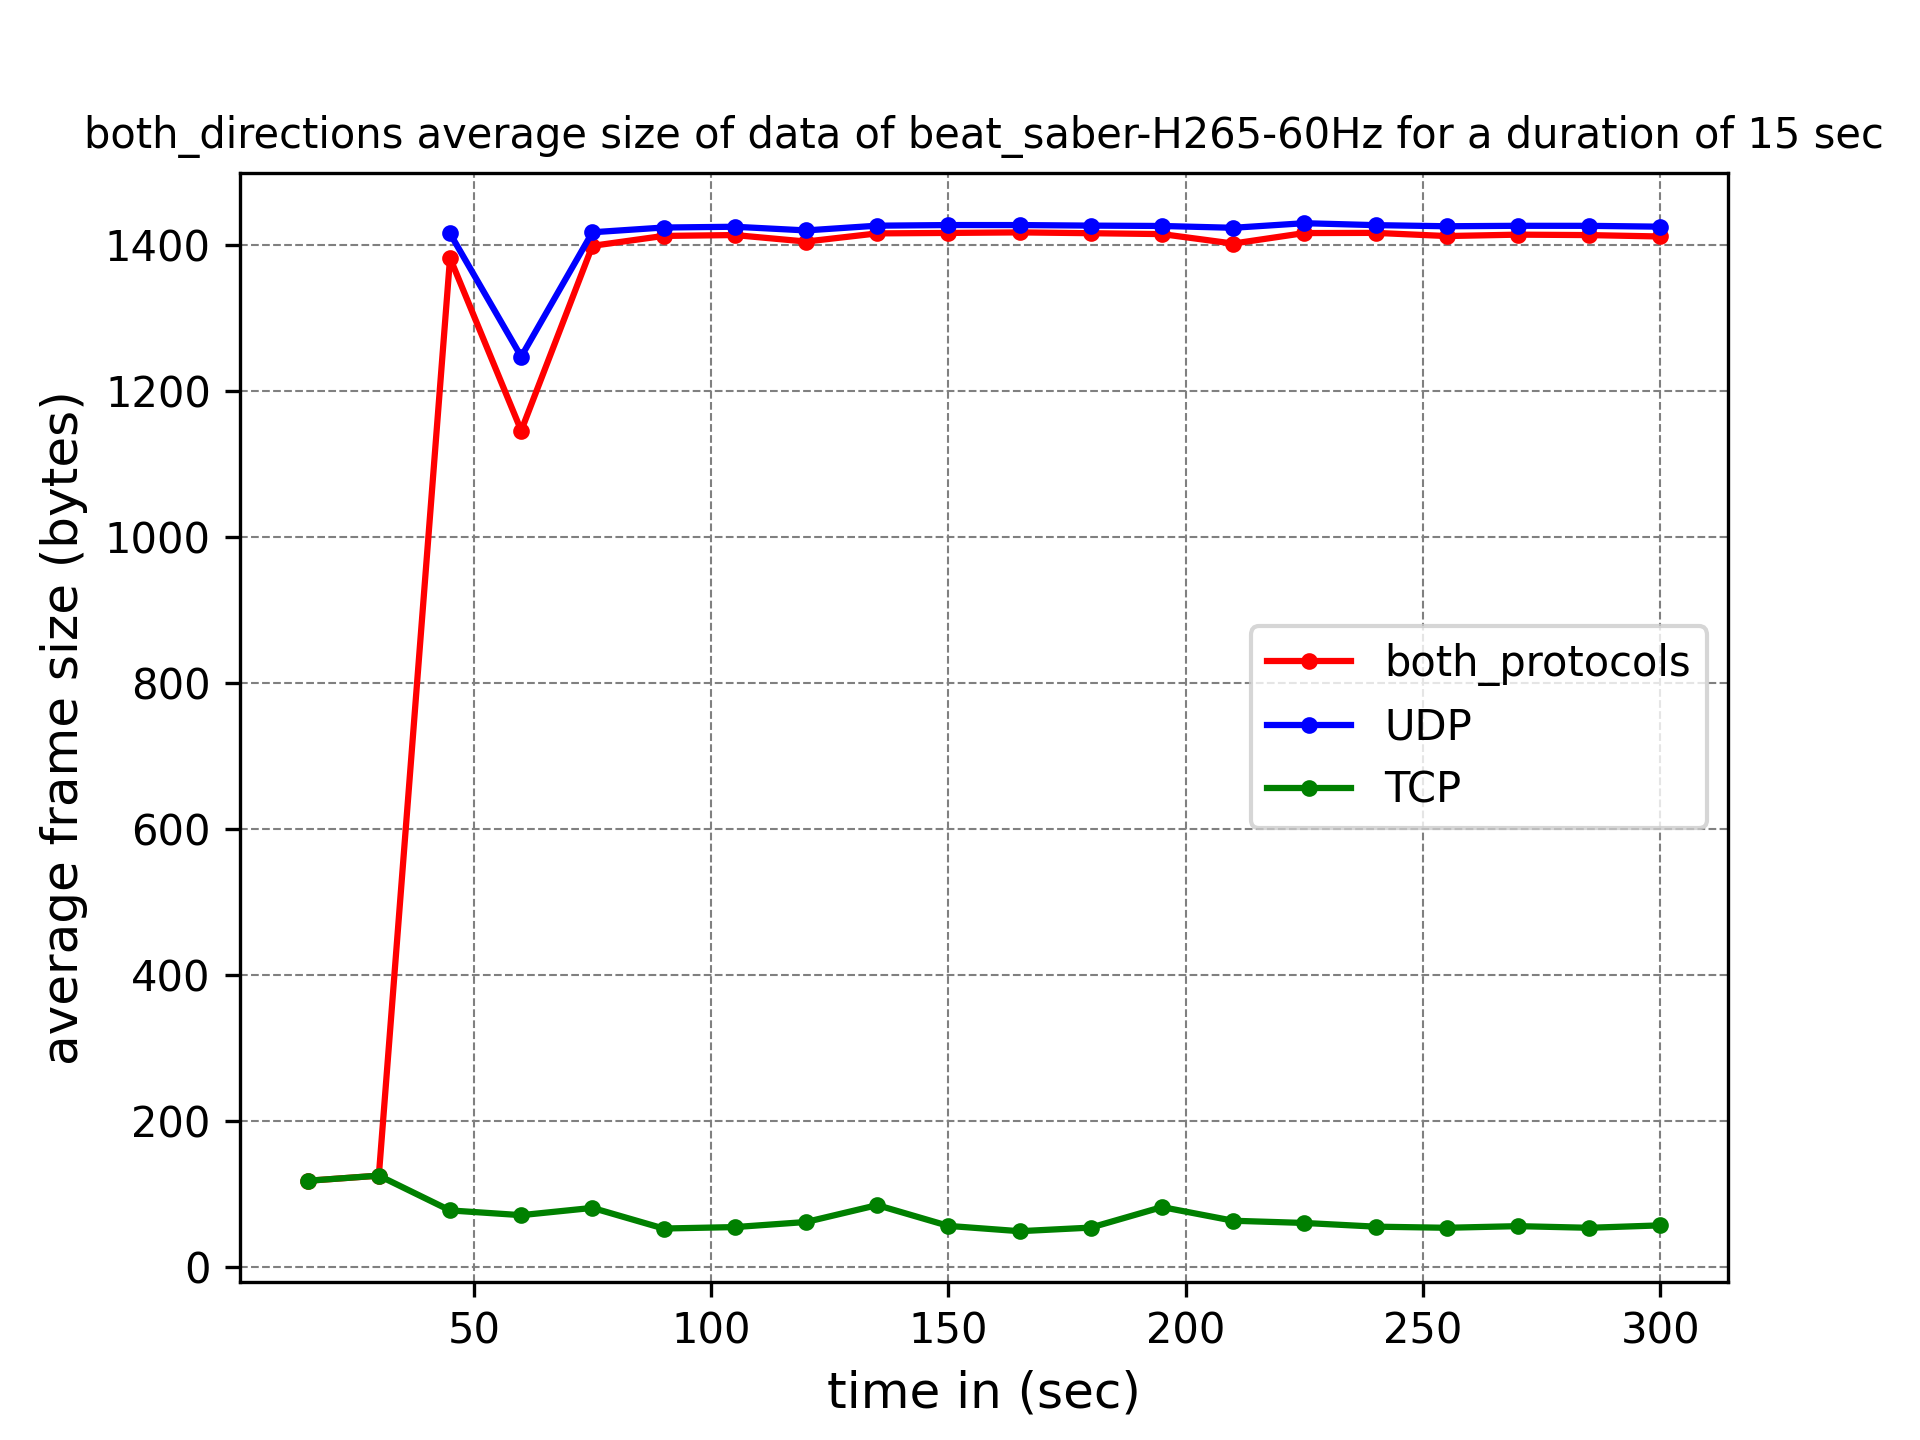 both_directions average size of data of beat_saber-H265-60Hz for a duration of 15 sec
average frame size (bytes)
1400
1200
1000
800
600
400
200
0
both_protocols
UDP
TCP
50 100 150 200 250 300
time in (sec)